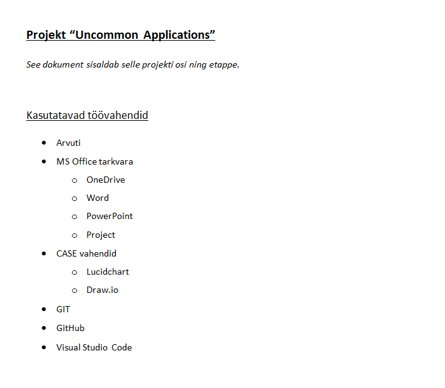 Projekt “Uncommon Applications”
See dokument sisaldab selle projekti osi ning etappe.
Kasutatavad töövahendid
• Arvuti
• MS Office tarkvara
o OneDrive
o Word
o PowerPoint
o Project
• CASE vahendid
o Lucidchart
o Draw.io
• GIT
• GitHub
• Visual Studio Code